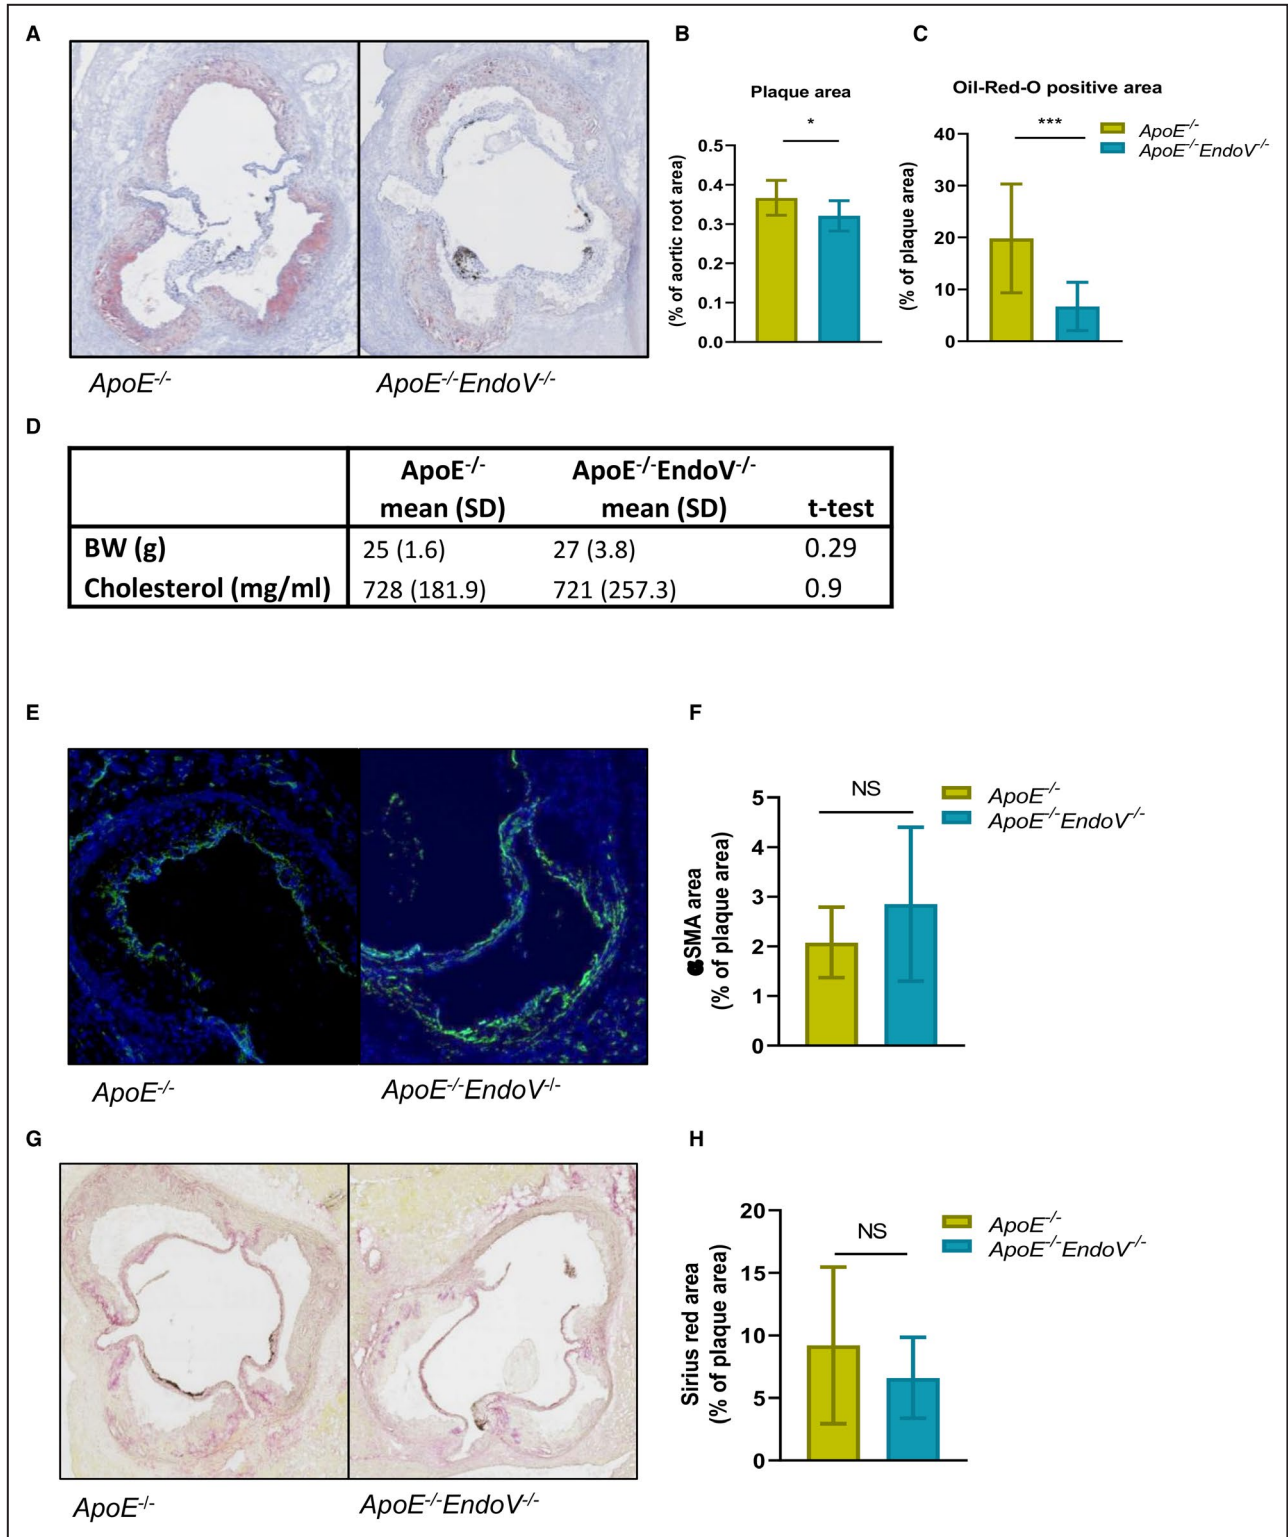 A
B
C
Plaque area
*
(% of aortic root area)
0.5
0.4
0.3
0.2
0.1
0.0
Oil-Red-O positive area
***
(% of plaque area)
40
30
20
10
0
ApoE-/-
ApoE-/-EndoV-/-
ApoE-/-
ApoE-/-EndoV-/-
D
ApoE-/- ApoE-/-EndoV-/-
mean (SD) mean (SD) t-test
BW (g) 25 (1.6) 27 (3.8) 0.29
Cholesterol (mg/ml) 728 (181.9) 721 (257.3) 0.9
E
F
ApoE-/-
ApoE-/-EndoV-/-
NS
αSMA area
(% of plaque area)
5
4
3
2
1
0
ApoE-/-
ApoE-/-EndoV-/-
G
H
ApoE-/-
ApoE-/-EndoV-/-
NS
Sirius red area
(% of plaque area)
20
15
10
5
0
ApoE-/-
ApoE-/-EndoV-/-